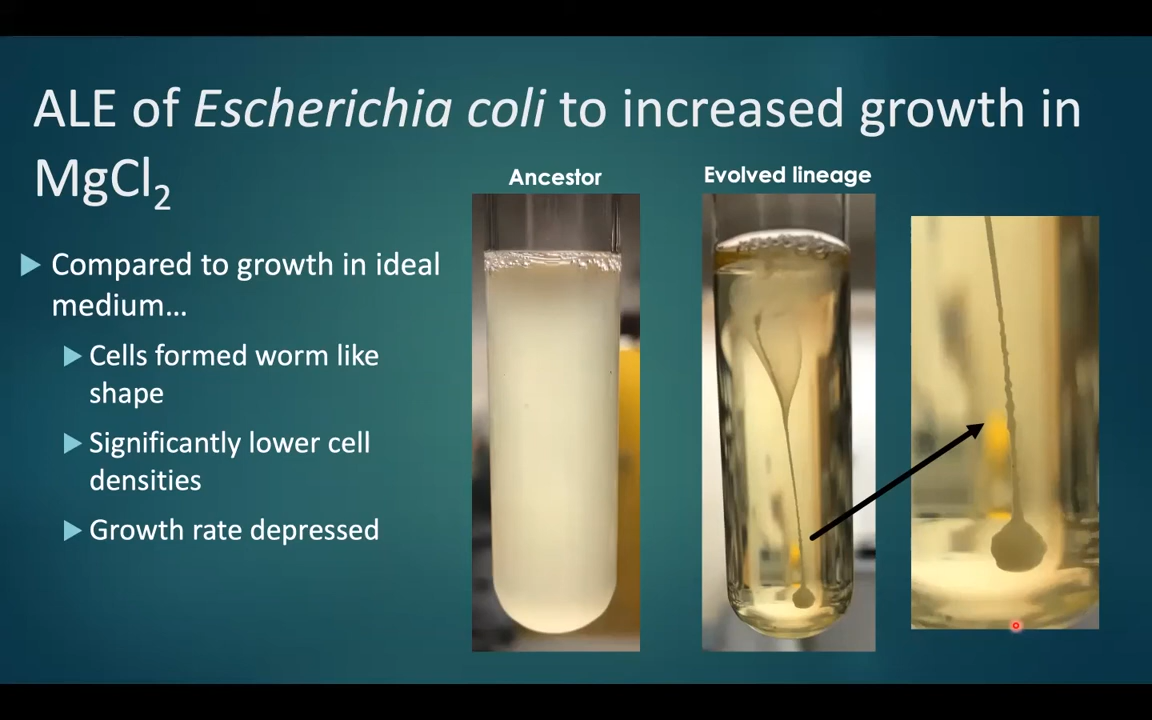 ALE of Escherichia coli to increased growth in
MgCl₂
Ancestor
Evolved lineage
Compared to growth in ideal
medium…
Cells formed worm like
shape
Significantly lower cell
densities
Growth rate depressed